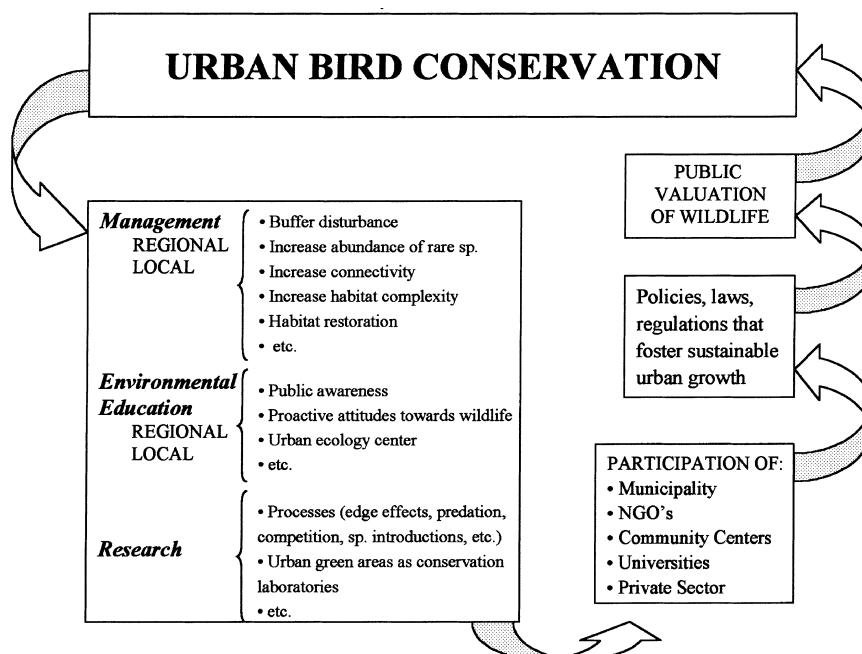 URBAN BIRD CONSERVATION
Management
REGIONAL
LOCAL
• Buffer disturbance
• Increase abundance of rare sp.
• Increase connectivity
• Increase habitat complexity
• Habitat restoration
• etc.
Environmental
Education
REGIONAL
LOCAL
• Public awareness
• Proactive attitudes towards wildlife
• Urban ecology center
• etc.
Research
• Processes (edge effects, predation,
competition, sp. introductions, etc.)
• Urban green areas as conservation
laboratories
• etc.
PARTICIPATION OF:
• Municipality
• NGO's
• Community Centers
• Universities
• Private Sector
Policies, laws,
regulations that
foster sustainable
urban growth
PUBLIC
VALUATION
OF WILDLIFE